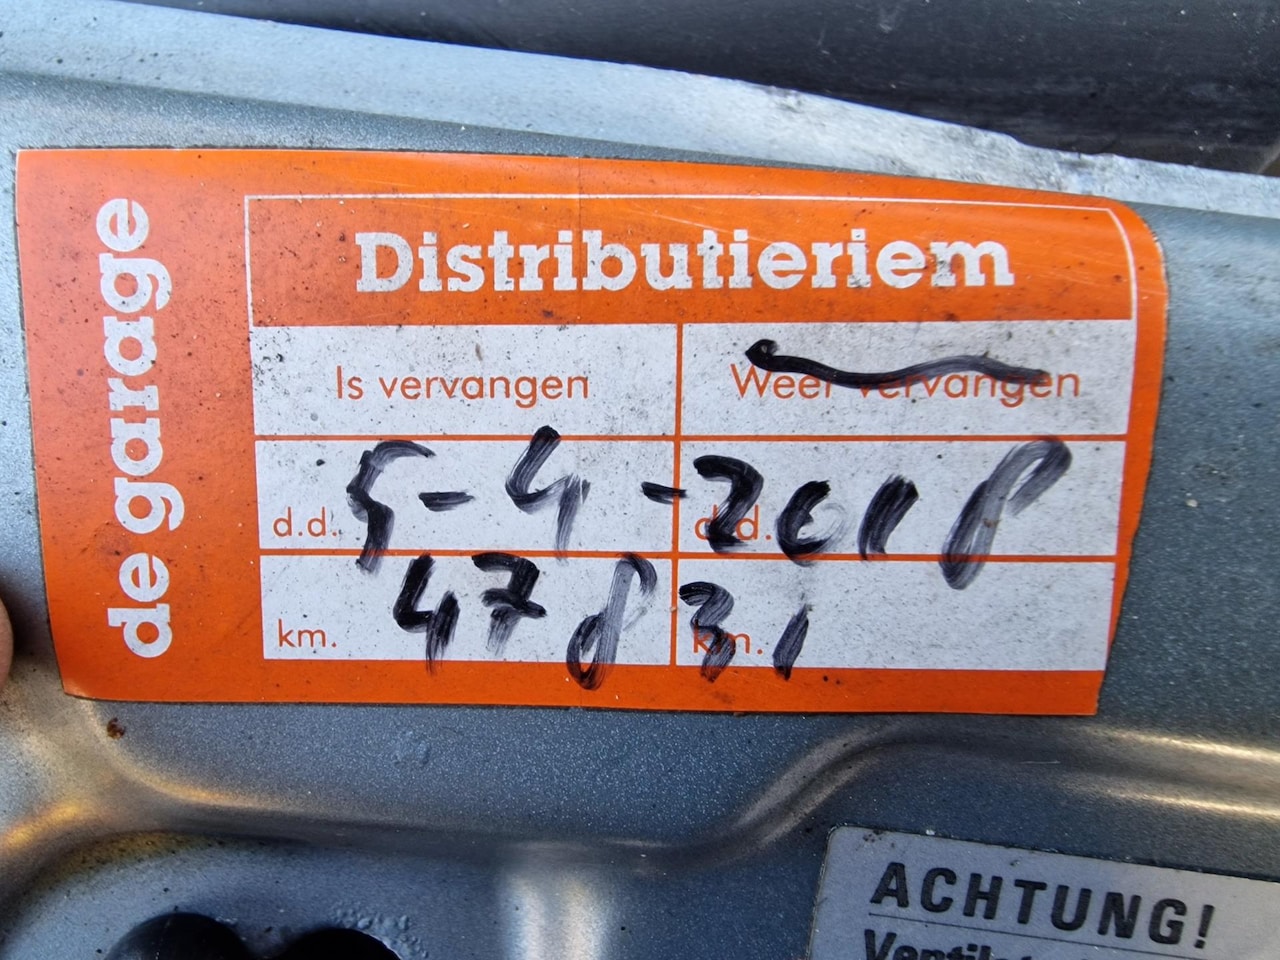 de garage
Distributieriem
Is vervangen
Weer vervangen
d.d. 5-4-2018
d.d.
km. 47831
km.
ACHTUNG!